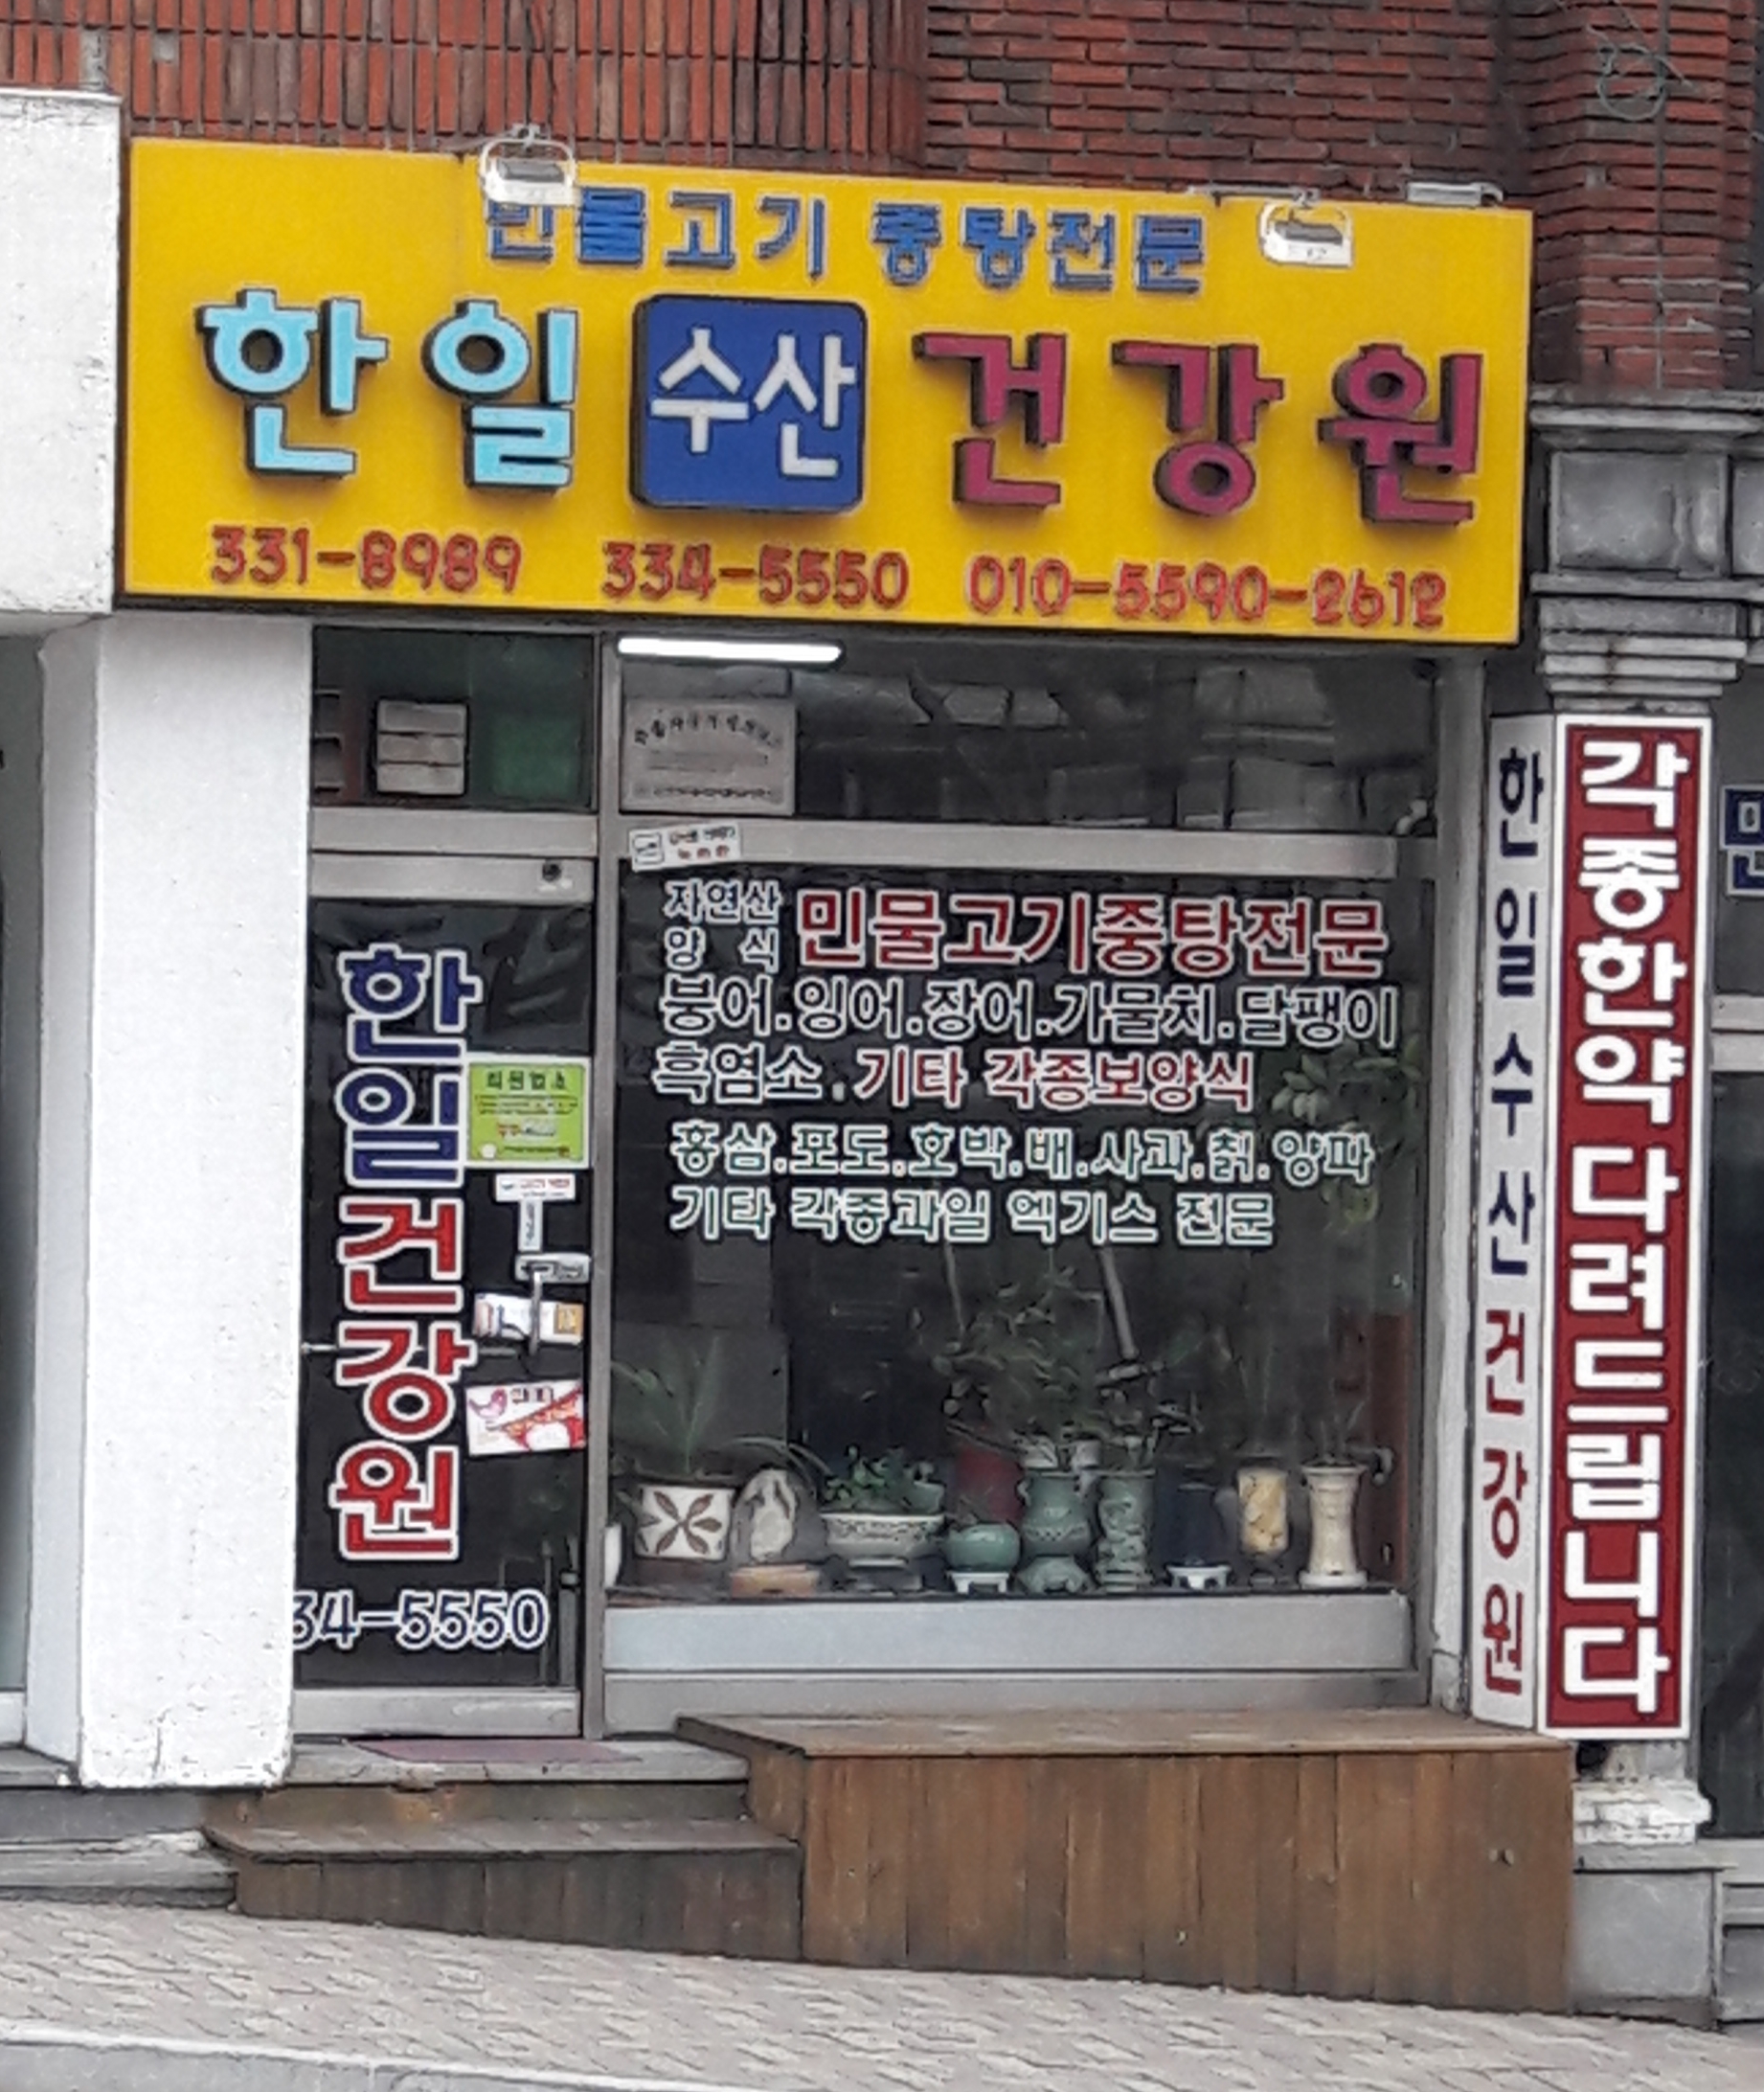 민물고기 중탕전문
한일 수산 건강원
331-8989 334-5550 010-5590-2612
자연산
양 식
민물고기중탕전문
붕어.잉어.장어.가물치.달팽이
흑염소.기타 각종보양식
홍삼.포도.호박.배.사과.칡.양파
기타 각종과일 엑기스 전문
한일건강원
회원업소
34-5550
한일수산건강원
각종한약 다려드립니다
민